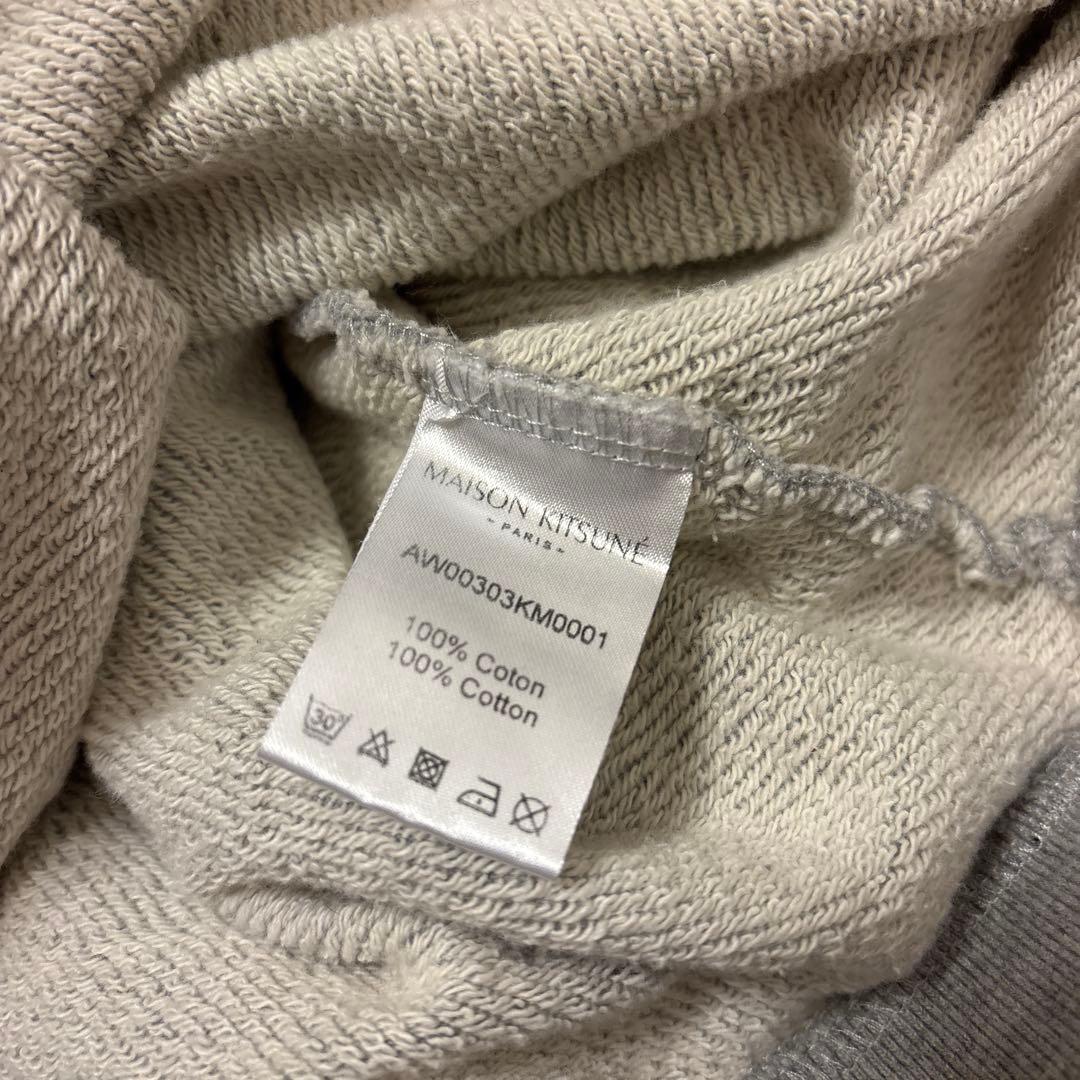 MAISON KITSUNÉ
- PARIS -
AW00303KM0001
100% Coton
100% Cotton
30°